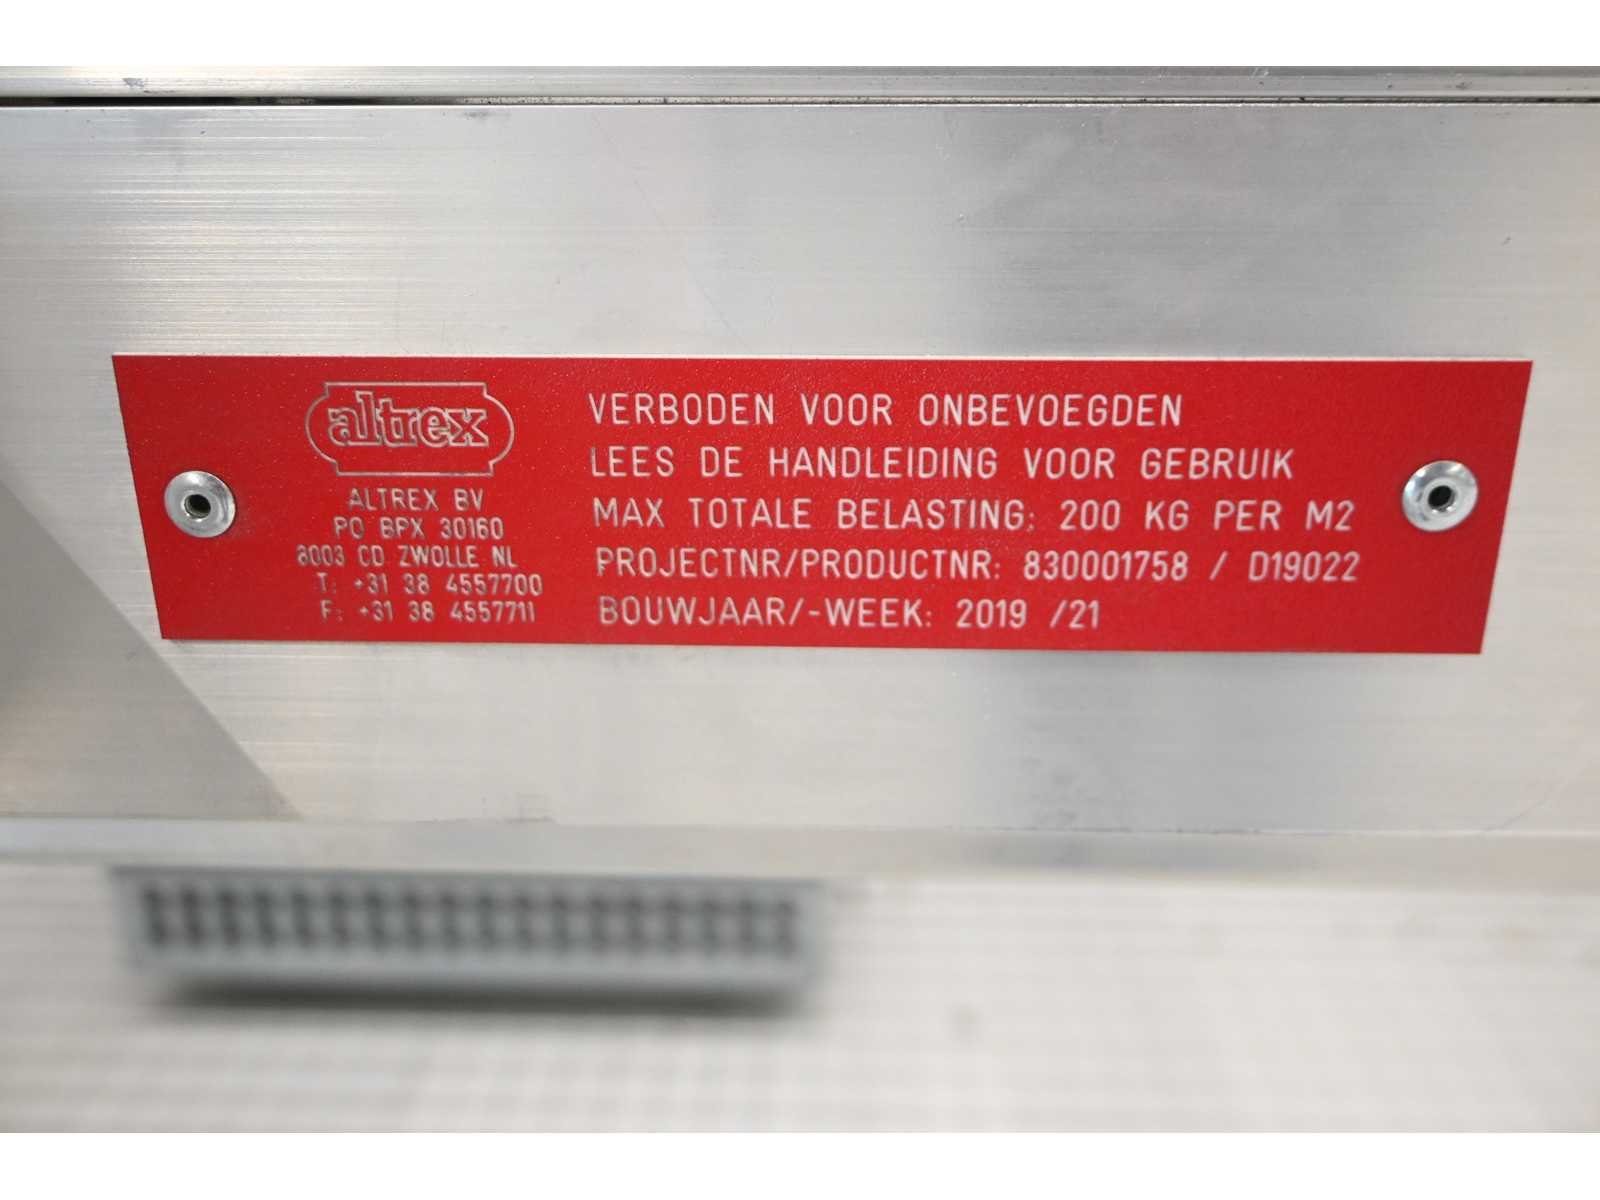 altrex
ALTREX BV
PO BPX 30160
8003 CD ZWOLLE NL
T: +31 38 4557700
F: +31 38 4557711
VERBODEN VOOR ONBEVOEGDEN
LEES DE HANDLEIDING VOOR GEBRUIK
MAX TOTALE BELASTING: 200 KG PER M2
PROJECTNR/PRODUCTNR: 830001758 / D19022
BOUWJAAR/-WEEK: 2019 /21